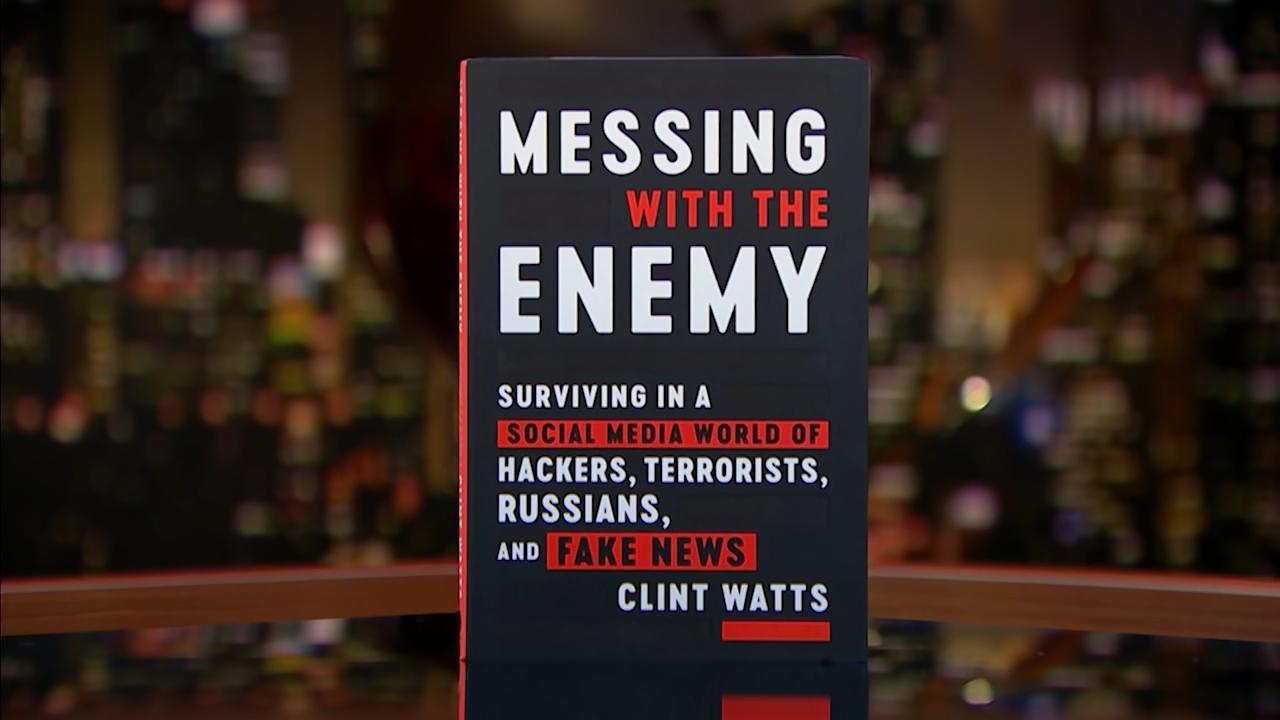 MESSING
WITH THE
ENEMY
SURVIVING IN A
SOCIAL MEDIA WORLD OF
HACKERS, TERRORISTS,
RUSSIANS,
AND FAKE NEWS
CLINT WATTS